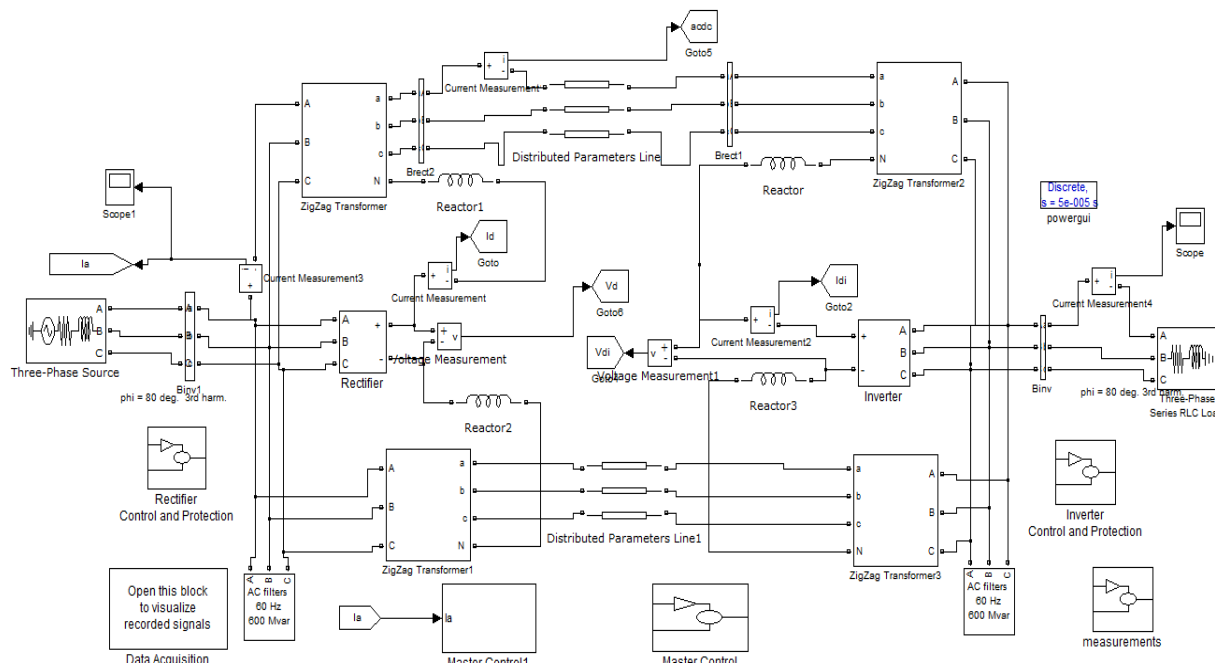 acdc
Goto5
i
+
-
Current Measurement
A
B
C
a
b
c
N
ZigZag Transformer
Brect2
Distributed Parameters Line
Brect1
a
b
c
N
A
B
C
ZigZag Transformer2
Reactor1
Reactor
Scope1
Ia
Current Measurement3
Id
Goto
i
+
-
Current Measurement
Vd
Goto6
Discrete,
s = 5e-005 s
powergui
Scope
i
+
-
Current Measurement4
Idi
Goto2
i
+
-
Current Measurement2
A
B
C
Three-Phase Source
Binv1
phi = 80 deg. 3rd harm.
A
B
C
+
-
Rectifier
+
-
v
Voltage Measurement
Vdi
v
+
-
Voltage Measurement1
+
-
A
B
C
Inverter
Binv
phi = 80 deg. 3rd harm.
A
B
C
Three-Phase
Series RLC Loa
Reactor2
Reactor3
Rectifier
Control and Protection
A
B
C
a
b
c
N
ZigZag Transformer1
Distributed Parameters Line1
a
b
c
N
A
B
C
ZigZag Transformer3
Inverter
Control and Protection
Open this block
to visualize
recorded signals
Data Acquisition
A B C
AC filters
60 Hz
600 Mvar
Ia
Ia
Master Control1
Master Control
A B C
AC filters
60 Hz
600 Mvar
measurements